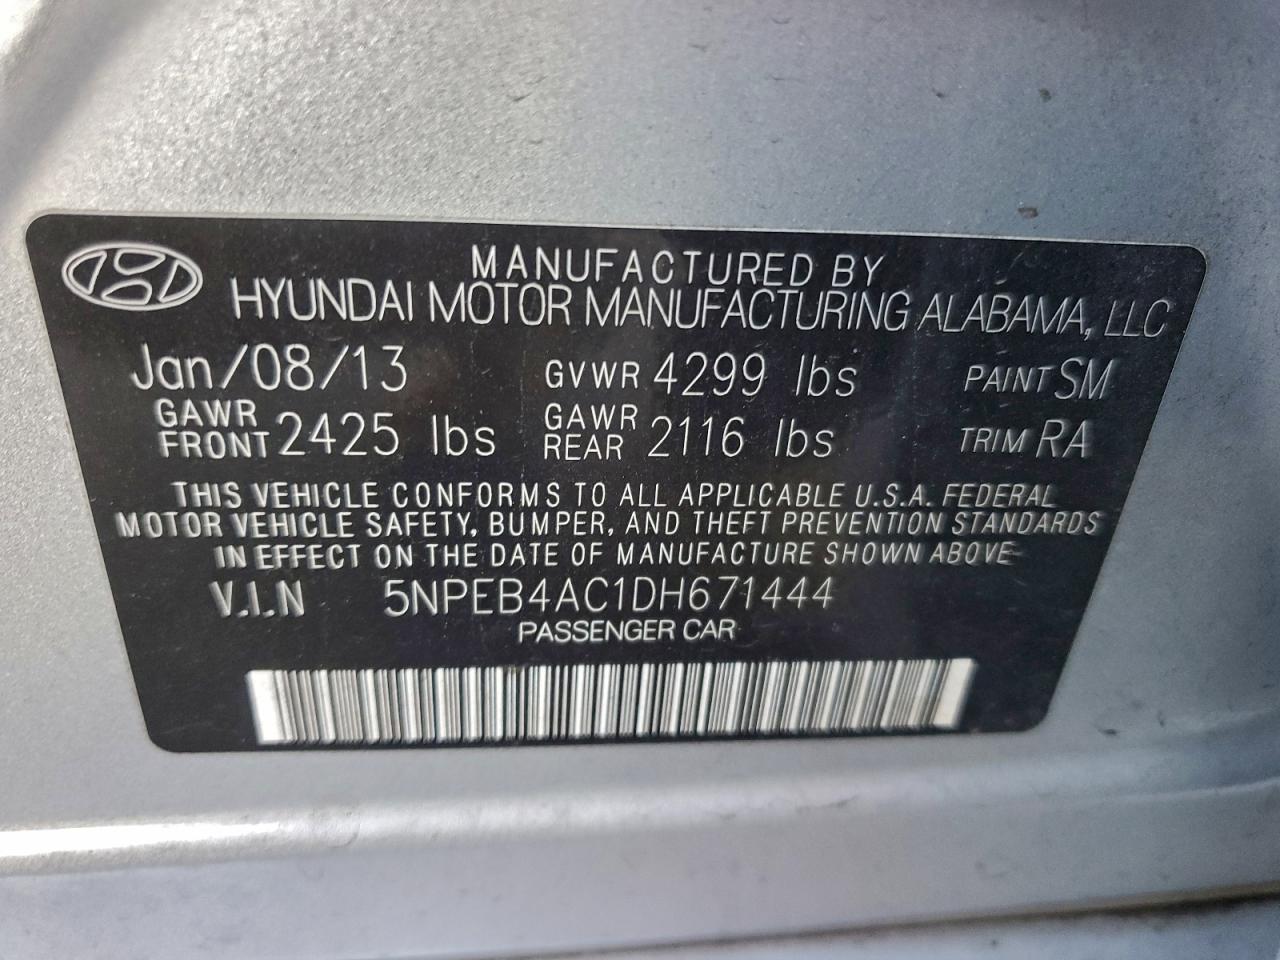 MANUFACTURED BY
HYUNDAI MOTOR MANUFACTURING ALABAMA, LLC
Jan/08/13 GVWR 4299 lbs PAINT SM
GAWR FRONT 2425 lbs GAWR REAR 2116 lbs TRIM RA
THIS VEHICLE CONFORMS TO ALL APPLICABLE U.S.A. FEDERAL
MOTOR VEHICLE SAFETY, BUMPER, AND THEFT PREVENTION STANDARDS
IN EFFECT ON THE DATE OF MANUFACTURE SHOWN ABOVE
V.I.N 5NPEB4AC1DH671444
PASSENGER CAR